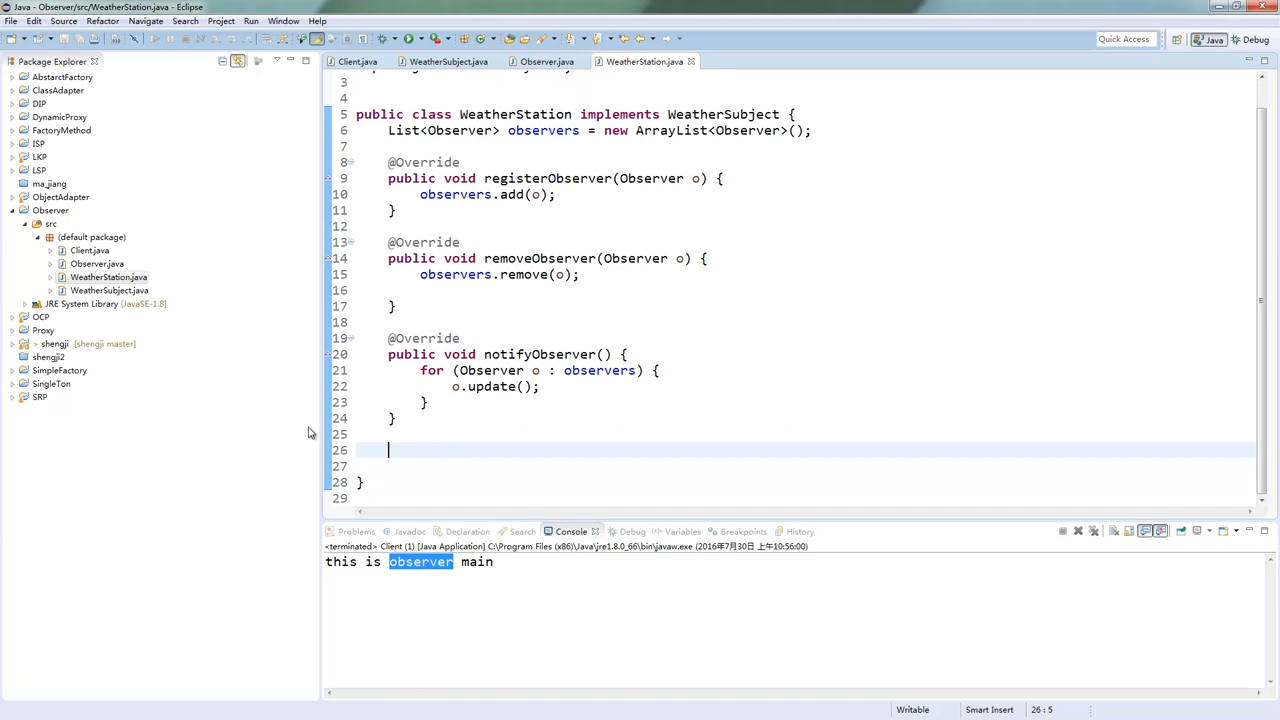 Java - Observer/src/WeatherStation.java - Eclipse
File Edit Source Refactor Navigate Search Project Run Window Help
Quick Access
Java
Debug
Package Explorer
Client.java
WeatherSubject.java
Observer.java
WeatherStation.java
AbstarctFactory
ClassAdapter
DIP
DynamicProxy
FactoryMethod
ISP
LKP
LSP
ma_jiang
ObjectAdapter
Observer
src
(default package)
Client.java
Observer.java
WeatherStation.java
WeatherSubject.java
JRE System Library [JavaSE-1.8]
OCP
Proxy
> shengji [shengji master]
shengji2
SimpleFactory
SingleTon
SRP
3
4
5 public class WeatherStation implements WeatherSubject {
6 List<Observer> observers = new ArrayList<Observer>();
7
8 @Override
9 public void registerObserver(Observer o) {
10 observers.add(o);
11 }
12
13 @Override
14 public void removeObserver(Observer o) {
15 observers.remove(o);
16
17 }
18
19 @Override
20 public void notifyObserver() {
21 for (Observer o : observers) {
22 o.update();
23 }
24 }
25
26
27
28 }
29
Problems Javadoc Declaration Search Console Debug Variables Breakpoints History
<terminated> Client (1) [Java Application] C:\Program Files (x86)\Java\jre1.8.0_66\bin\javaw.exe (2016年7月30日 上午10:56:00)
this is observer main
Writable Smart Insert 26 : 5